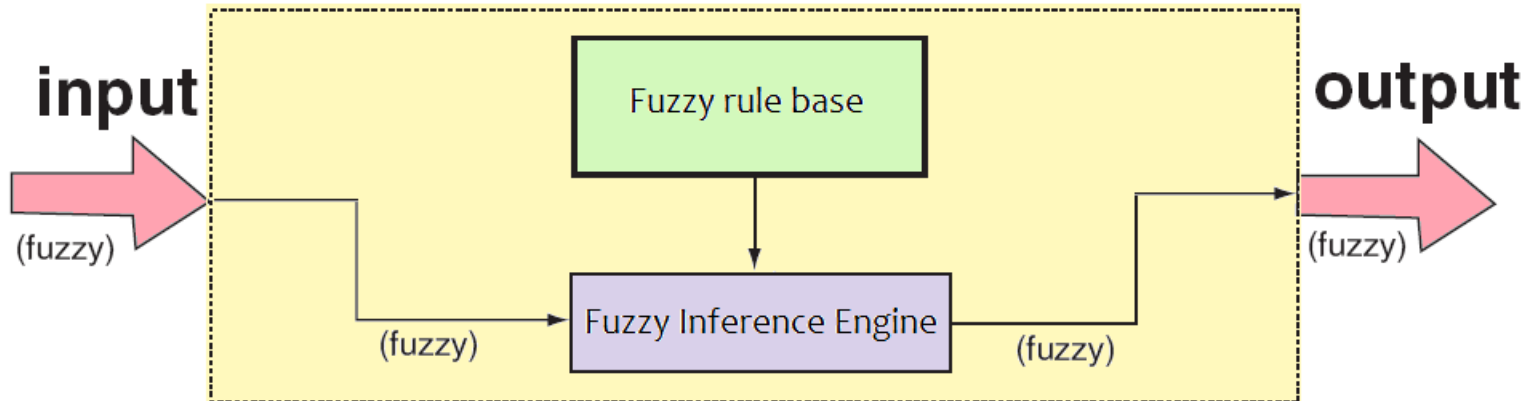 input
Fuzzy rule base
output
(fuzzy)
(fuzzy)
Fuzzy Inference Engine
(fuzzy)
(fuzzy)